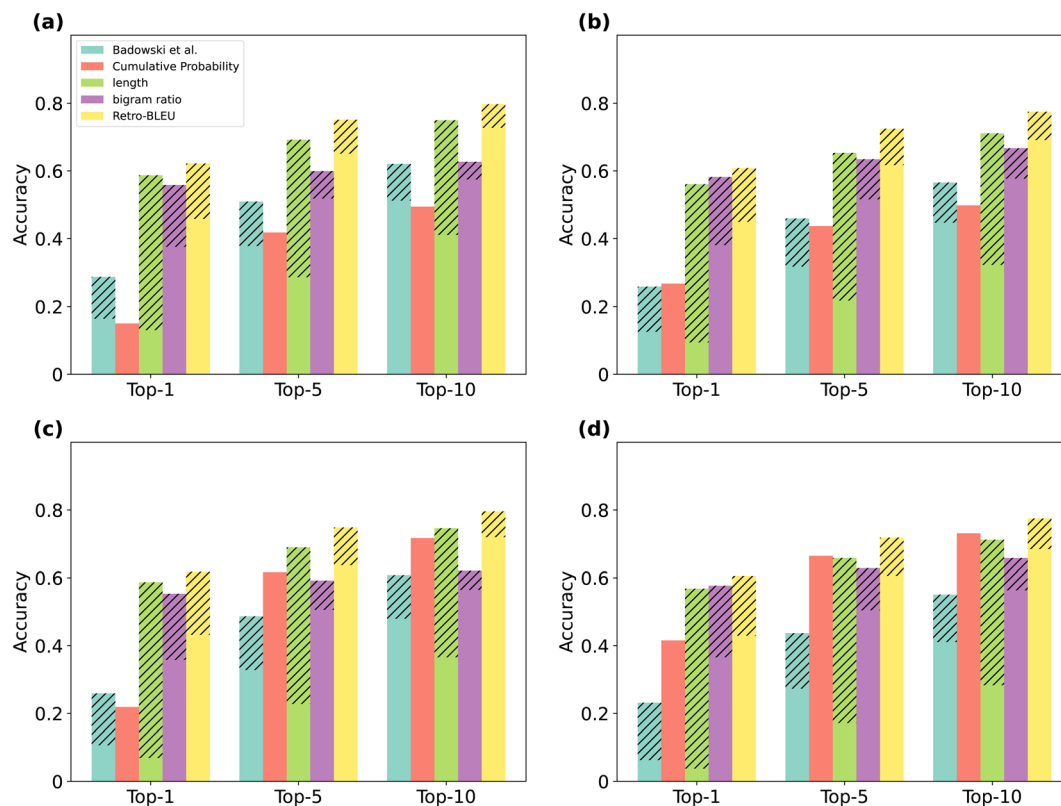 (a)
Accuracy
0.8
0.6
0.4
0.2
0
Badowski et al.
Cumulative Probability
length
bigram ratio
Retro-BLEU
Top-1 Top-5 Top-10
(b)
Accuracy
0.8
0.6
0.4
0.2
0
Top-1 Top-5 Top-10
(c)
Accuracy
0.8
0.6
0.4
0.2
0
Top-1 Top-5 Top-10
(d)
Accuracy
0.8
0.6
0.4
0.2
0
Top-1 Top-5 Top-10